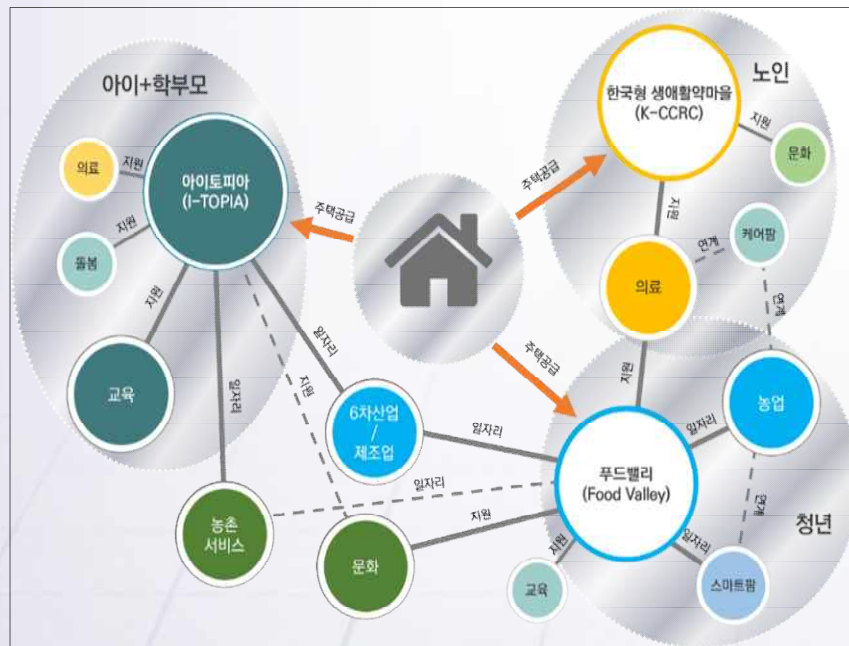 아이+학부모
의료
지원
아이토피아
(I-TOPIA)
돌봄
지원
지원
교육
일자리
농촌
서비스
지원
문화
일자리
6차산업
/
제조업
주택공급
주택공급
주택공급
노인
한국형 생애활약마을
(K-CCRC)
지원
문화
지원
의료
연계
케어팜
연계
지원
농업
일자리
일자리
일자리
지원
푸드밸리
(Food Valley)
지원
교육
일자리
스마트팜
연계
청년